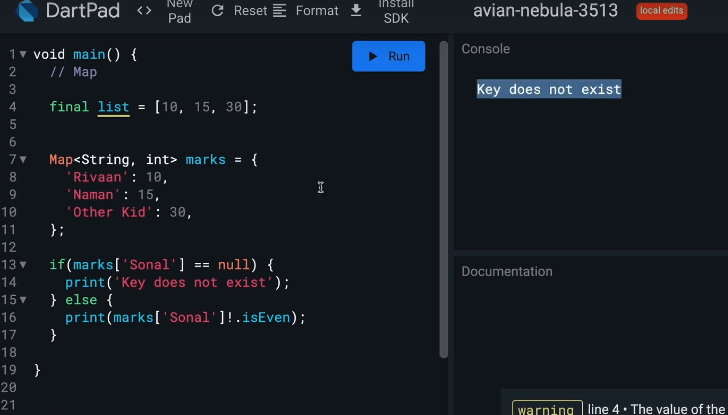 DartPad
<> New Pad
Reset
Format
Install SDK
avian-nebula-3513
local edits
1 void main() {
2 // Map
3
4 final list = [10, 15, 30];
5
6
7 Map<String, int> marks = {
8 'Rivaan': 10,
9 'Naman': 15,
10 'Other Kid': 30,
11 };
12
13 if(marks['Sonal'] == null) {
14 print('Key does not exist');
15 } else {
16 print(marks['Sonal']!.isEven);
17 }
18
19 }
20
21
Run
Console
Key does not exist
Documentation
warning line 4 • The value of the